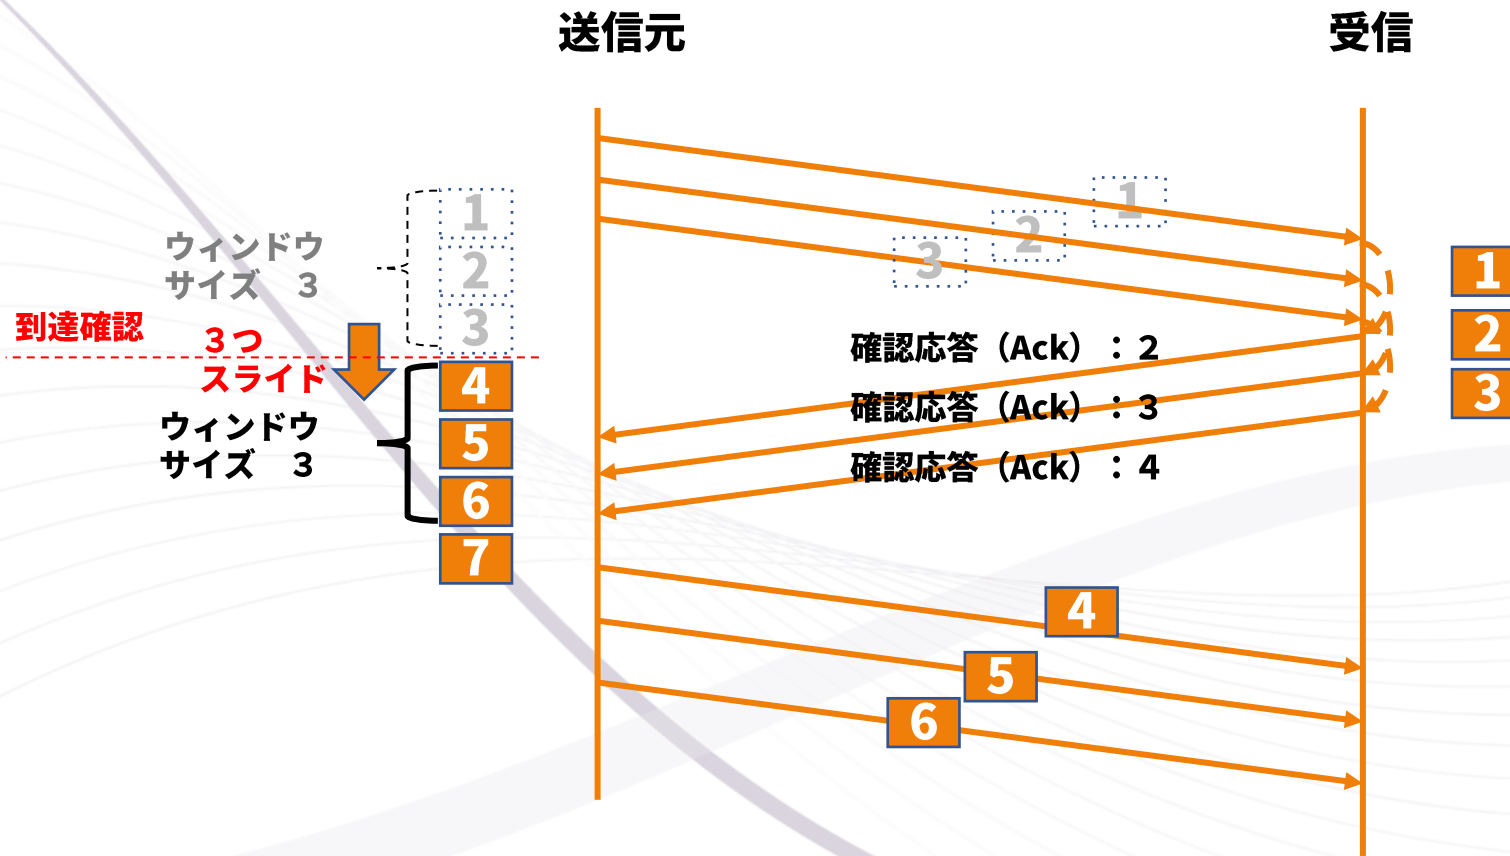 送信元
受信
1
2
3
ウィンドウ
サイズ　3
到達確認
３つ
スライド
ウィンドウ
サイズ　3
4
5
6
7
1
2
3
1
2
3
確認応答（Ack）：2
確認応答（Ack）：3
確認応答（Ack）：4
4
5
6